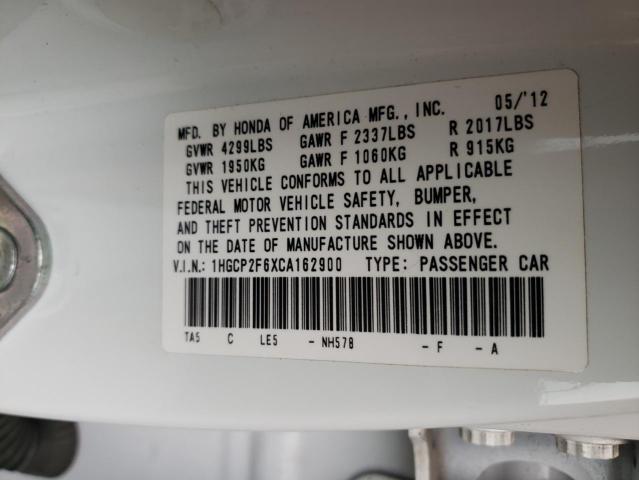 MFD. BY HONDA OF AMERICA MFG., INC. 05/'12
GVWR 4299LBS GAWR F 2337LBS R 2017LBS
GVWR 1950KG GAWR F 1060KG R 915KG
THIS VEHICLE CONFORMS TO ALL APPLICABLE
FEDERAL MOTOR VEHICLE SAFETY, BUMPER,
AND THEFT PREVENTION STANDARDS IN EFFECT
ON THE DATE OF MANUFACTURE SHOWN ABOVE.
V.I.N.: 1HGCP2F6XCA162900 TYPE: PASSENGER CAR
TA5 C LE5 - NH578 - F - A